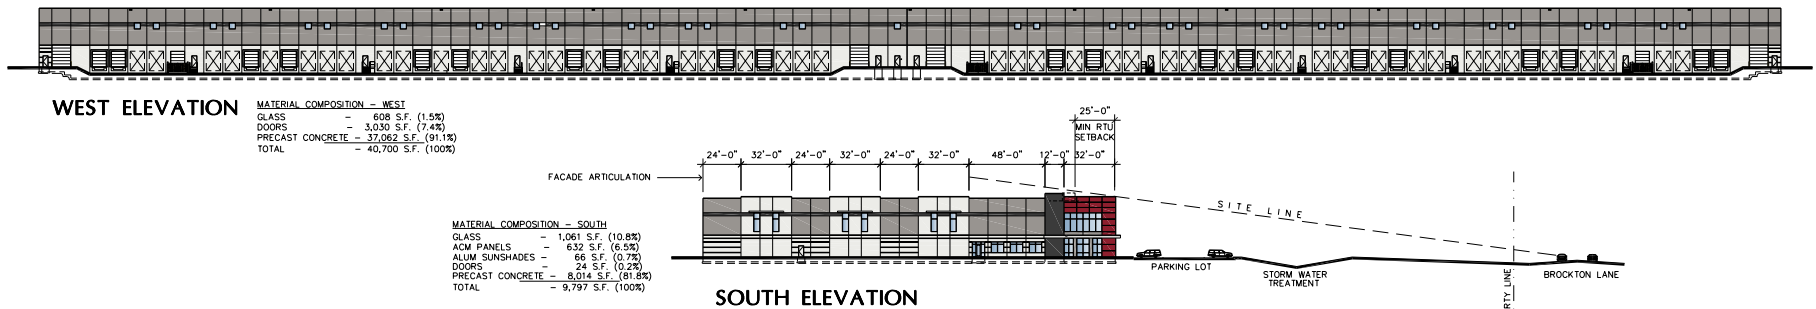 WEST ELEVATION
MATERIAL COMPOSITION - WEST
GLASS - 608 S.F. (1.5%)
DOORS - 3,030 S.F. (7.4%)
PRECAST CONCRETE - 37,062 S.F. (91.1%)
TOTAL - 40,700 S.F. (100%)
25'-0"
MIN RTU
SETBACK
24'-0" 32'-0" 24'-0" 32'-0" 24'-0" 32'-0" 48'-0" 12'-0" 32'-0"
FACADE ARTICULATION
SITE LINE
MATERIAL COMPOSITION - SOUTH
GLASS - 1,061 S.F. (10.8%)
ACM PANELS - 632 S.F. (6.5%)
ALUM SUNSHADES - 66 S.F. (0.7%)
DOORS - 24 S.F. (0.2%)
PRECAST CONCRETE - 8,014 S.F. (81.8%)
TOTAL - 9,797 S.F. (100%)
PARKING LOT
STORM WATER
TREATMENT
BROCKTON LANE
RTY LINE
SOUTH ELEVATION